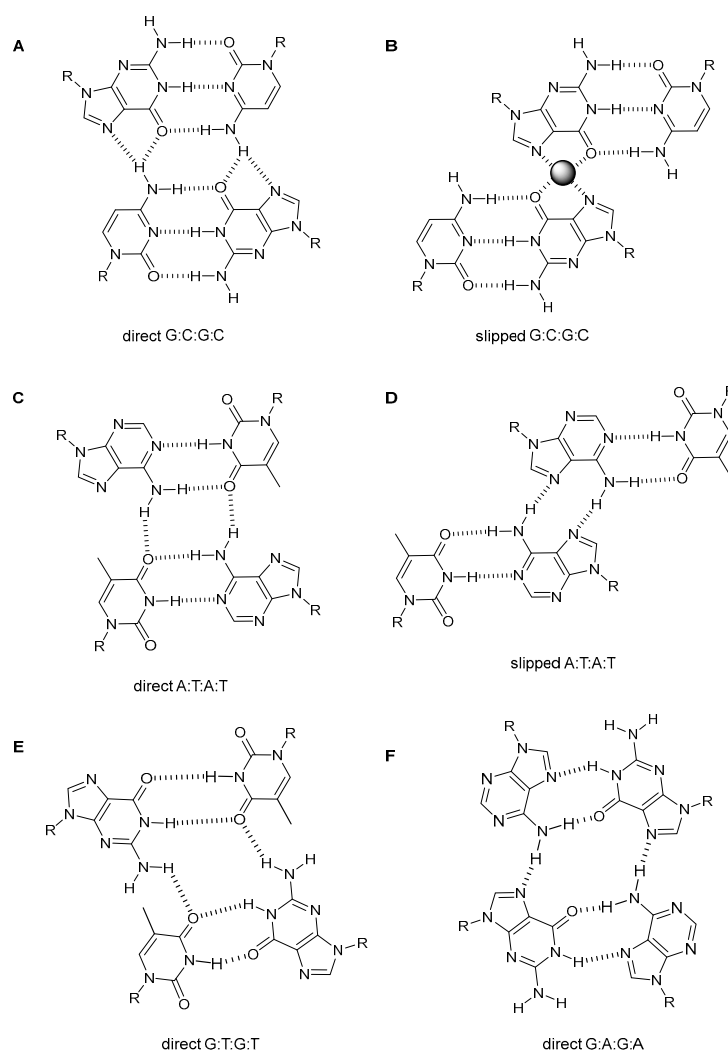 A
H
N H O R
N N
R N H N
N
N O H N
H H
H
N H O N
N H N N R
R N N
O H N
H
direct G:C:G:C
B
H
N H O R
N N
R N H N
N
N O H N
H
H
N H O N
N H N N
R N N R
O H N
H
slipped G:C:G:C
C
O R
N N
R N N H N
N N H O
H
H
O H N N
N H N N R
N N
R O
direct A:T:A:T
D
O R
N N
R N N H N
N N H O
H H
O H N N
N H N N
N N R
R O
slipped A:T:A:T
E
O R
N O H N N
N N H O
R N
N H
H H H
N
O H N N
N H O N R
N N
R O
direct G:T:G:T
F
R H N H
N
N N H N N
N N O N R
N H N
H H
N O H N N
R N
N N H N N
N N
H H R
direct G:A:G:A